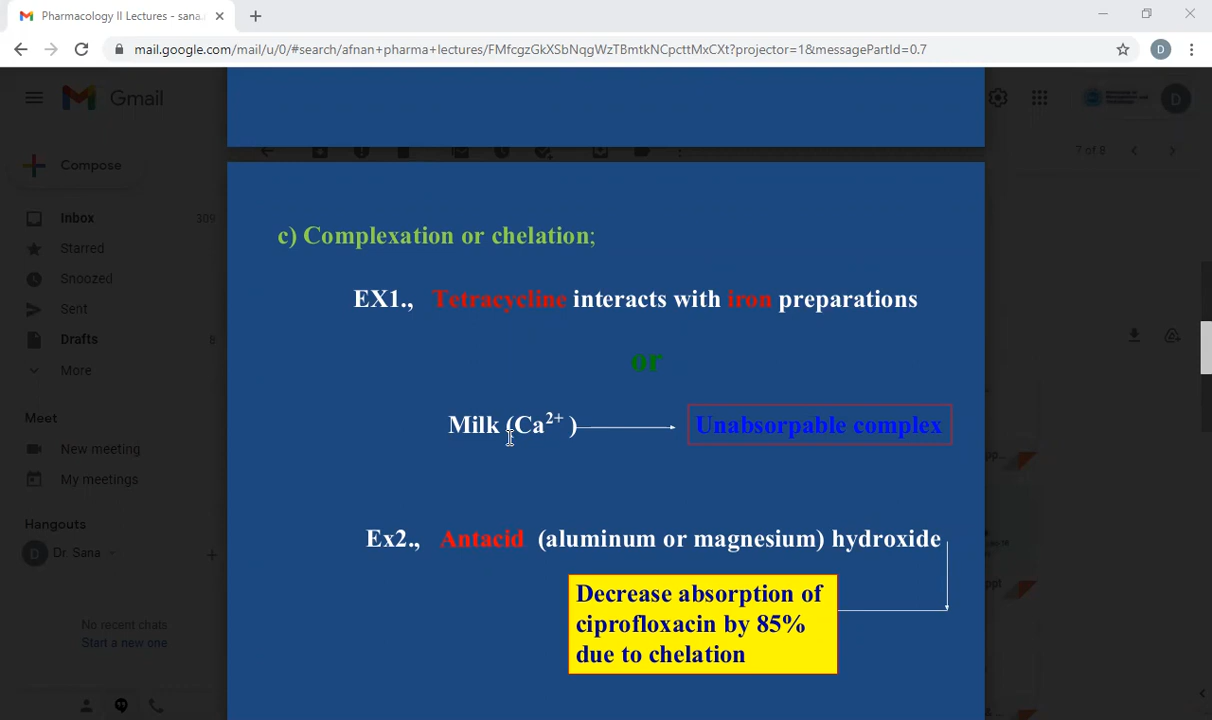 Pharmacology II Lectures - sana.
mail.google.com/mail/u/0/#search/afnan+pharma+lectures/FMfcgzGkXSbNqgWzTBmtkNCpcttMxCXt?projector=1&messagePartId=0.7
D
Gmail
D
Compose
7 of 8
Inbox 309
Starred
Snoozed
Sent
Drafts 8
More
Meet
New meeting
My meetings
Hangouts
D Dr. Sana
No recent chats
Start a new one
c) Complexation or chelation;
EX1., Tetracycline interacts with iron preparations
or
Milk (Ca2+ ) Unabsorpable complex
Ex2., Antacid (aluminum or magnesium) hydroxide
Decrease absorption of
ciprofloxacin by 85%
due to chelation